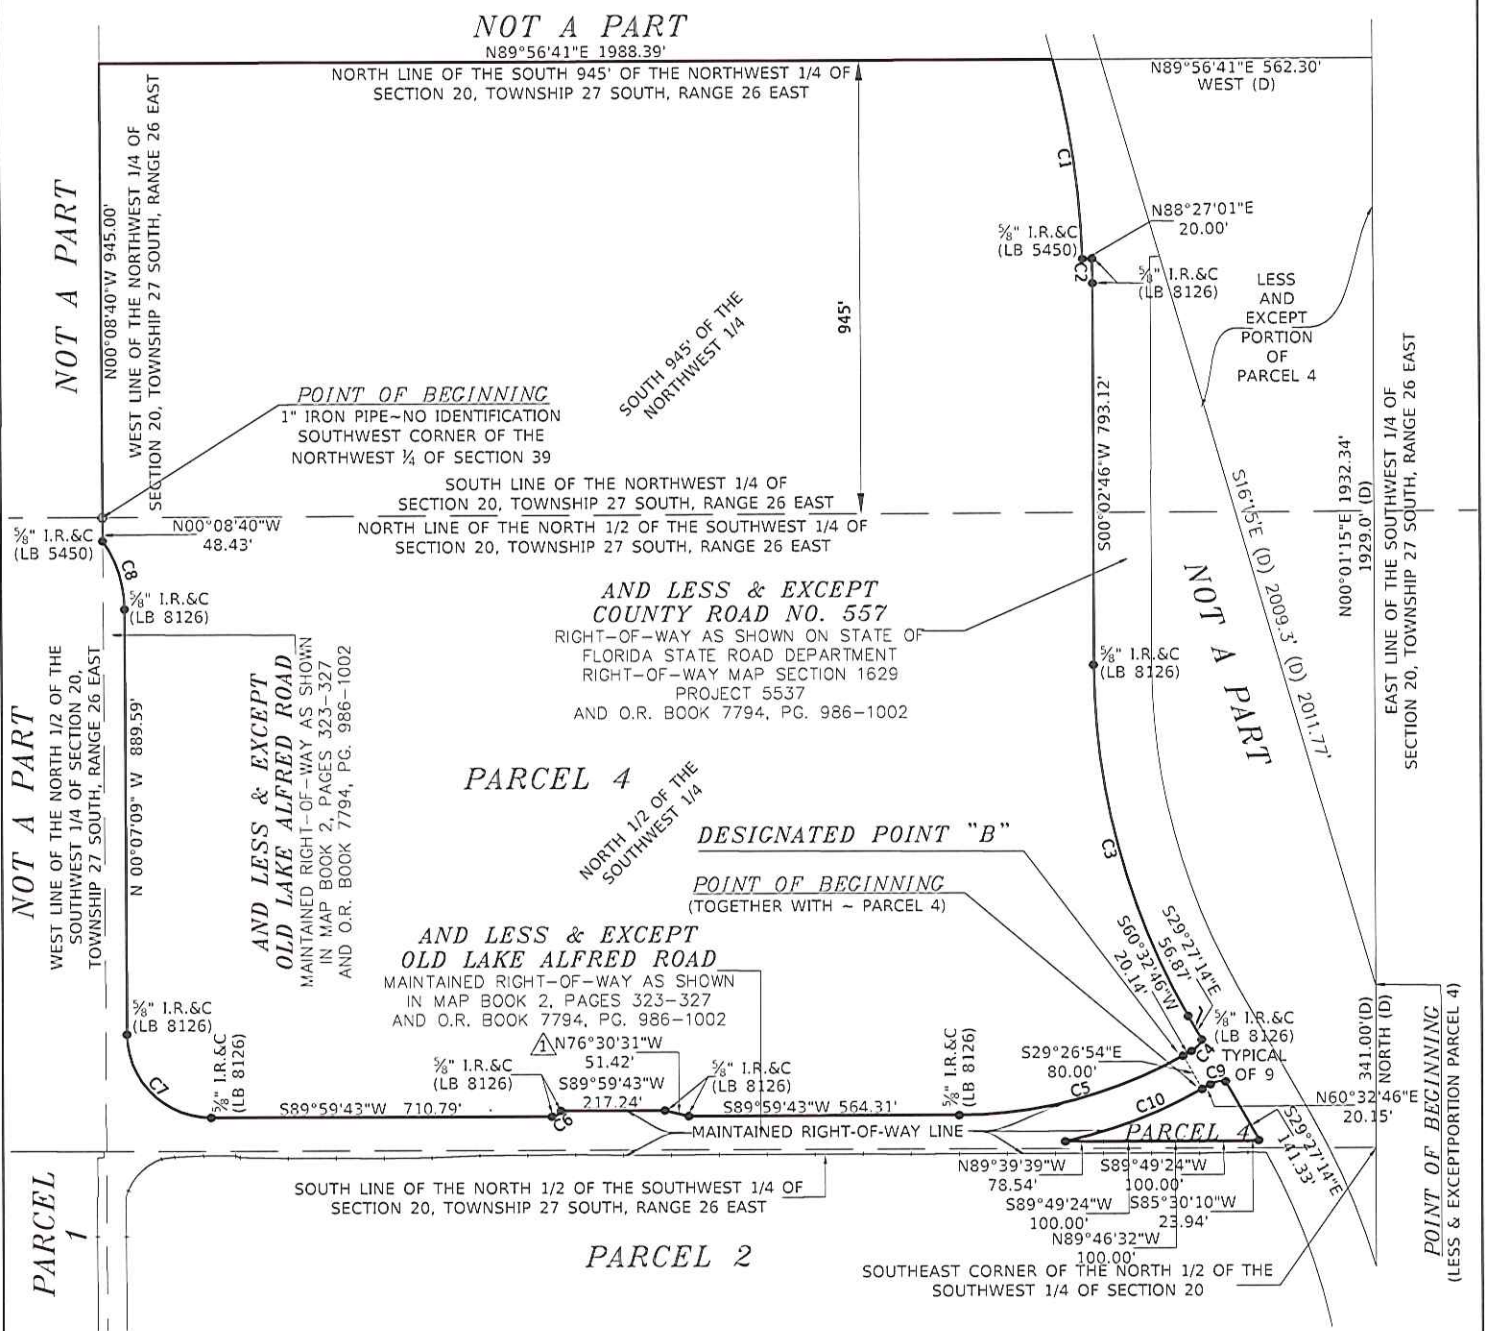 NOT A PART
N89°56'41"E 1988.39'
NORTH LINE OF THE SOUTH 945' OF THE NORTHWEST 1/4 OF
SECTION 20, TOWNSHIP 27 SOUTH, RANGE 26 EAST
N89°56'41"E 562.30'
WEST (D)
NOT A PART
N00°08'40"W 945.00'
WEST LINE OF THE NORTHWEST 1/4 OF
SECTION 20, TOWNSHIP 27 SOUTH, RANGE 26 EAST
C1
N88°27'01"E
20.00'
5/8" I.R.&C
(LB 5450)
C2
5/8" I.R.&C
(LB 8126)
LESS
AND
EXCEPT
PORTION
OF
PARCEL 4
945'
SOUTH 945' OF THE
NORTHWEST 1/4
POINT OF BEGINNING
1" IRON PIPE~NO IDENTIFICATION
SOUTHWEST CORNER OF THE
NORTHWEST 1/4 OF SECTION 39
S00°02'46"W 793.12'
SOUTH LINE OF THE NORTHWEST 1/4 OF
SECTION 20, TOWNSHIP 27 SOUTH, RANGE 26 EAST
NORTH LINE OF THE NORTH 1/2 OF THE SOUTHWEST 1/4 OF
SECTION 20, TOWNSHIP 27 SOUTH, RANGE 26 EAST
N00°08'40"W
48.43'
5/8" I.R.&C
(LB 5450)
C8
5/8" I.R.&C
(LB 8126)
S16°15'E (D) 2009.3' (D) 2011.77'
N00°01'15"E 1932.34'
1929.0' (D)
EAST LINE OF THE SOUTHWEST 1/4 OF
SECTION 20, TOWNSHIP 27 SOUTH, RANGE 26 EAST
NOT A PART
AND LESS & EXCEPT
COUNTY ROAD NO. 557
RIGHT-OF-WAY AS SHOWN ON STATE OF
FLORIDA STATE ROAD DEPARTMENT
RIGHT-OF-WAY MAP SECTION 1629
PROJECT 5537
AND O.R. BOOK 7794, PG. 986-1002
5/8" I.R.&C
(LB 8126)
NOT A PART
WEST LINE OF THE NORTH 1/2 OF THE
SOUTHWEST 1/4 OF SECTION 20,
TOWNSHIP 27 SOUTH, RANGE 26 EAST
N 00°07'09" W 889.59'
AND LESS & EXCEPT
OLD LAKE ALFRED ROAD
MAINTAINED RIGHT-OF-WAY AS SHOWN
IN MAP BOOK 2, PAGES 323-327
AND O.R. BOOK 7794, PG. 986-1002
PARCEL 4
NORTH 1/2 OF THE
SOUTHWEST 1/4
DESIGNATED POINT "B"
C3
POINT OF BEGINNING
(TOGETHER WITH ~ PARCEL 4)
S29°27'14"E
56.87'
S60°32'46"W
20.14'
AND LESS & EXCEPT
OLD LAKE ALFRED ROAD
MAINTAINED RIGHT-OF-WAY AS SHOWN
IN MAP BOOK 2, PAGES 323-327
AND O.R. BOOK 7794, PG. 986-1002
5/8" I.R.&C
(LB 8126)
C7
5/8" I.R.&C
(LB 8126)
S89°59'43"W 710.79'
5/8" I.R.&C
(LB 8126)
C6
1
N76°30'31"W
51.42'
S89°59'43"W
217.24'
5/8" I.R.&C
(LB 8126)
S89°59'43"W 564.31'
5/8" I.R.&C
(LB 8126)
S29°26'54"E
80.00'
C5
C4
5/8" I.R.&C
(LB 8126)
TYPICAL
OF 9
C9
C10
N60°32'46"E
20.15'
341.00'(D)
NORTH (D)
MAINTAINED RIGHT-OF-WAY LINE
PARCEL 4
S29°27'14"E
141.33'
N89°39'39"W
78.54'
S89°49'24"W
100.00'
S89°49'24"W
100.00'
S85°30'10"W
23.94'
N89°46'32"W
100.00'
POINT OF BEGINNING
(LESS & EXCEPTPORTION PARCEL 4)
PARCEL
1
SOUTH LINE OF THE NORTH 1/2 OF THE SOUTHWEST 1/4 OF
SECTION 20, TOWNSHIP 27 SOUTH, RANGE 26 EAST
PARCEL 2
SOUTHEAST CORNER OF THE NORTH 1/2 OF THE
SOUTHWEST 1/4 OF SECTION 20